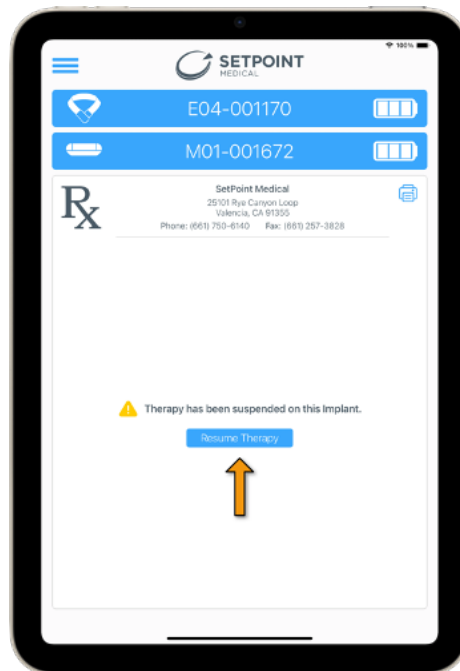 100%
SETPOINT
MEDICAL
E04-001170
M01-001672
Rx
SetPoint Medical
25101 Rye Canyon Loop
Valencia, CA 91355
Phone: (661) 750-6140 Fax: (661) 257-3828
Therapy has been suspended on this Implant.
Resume Therapy